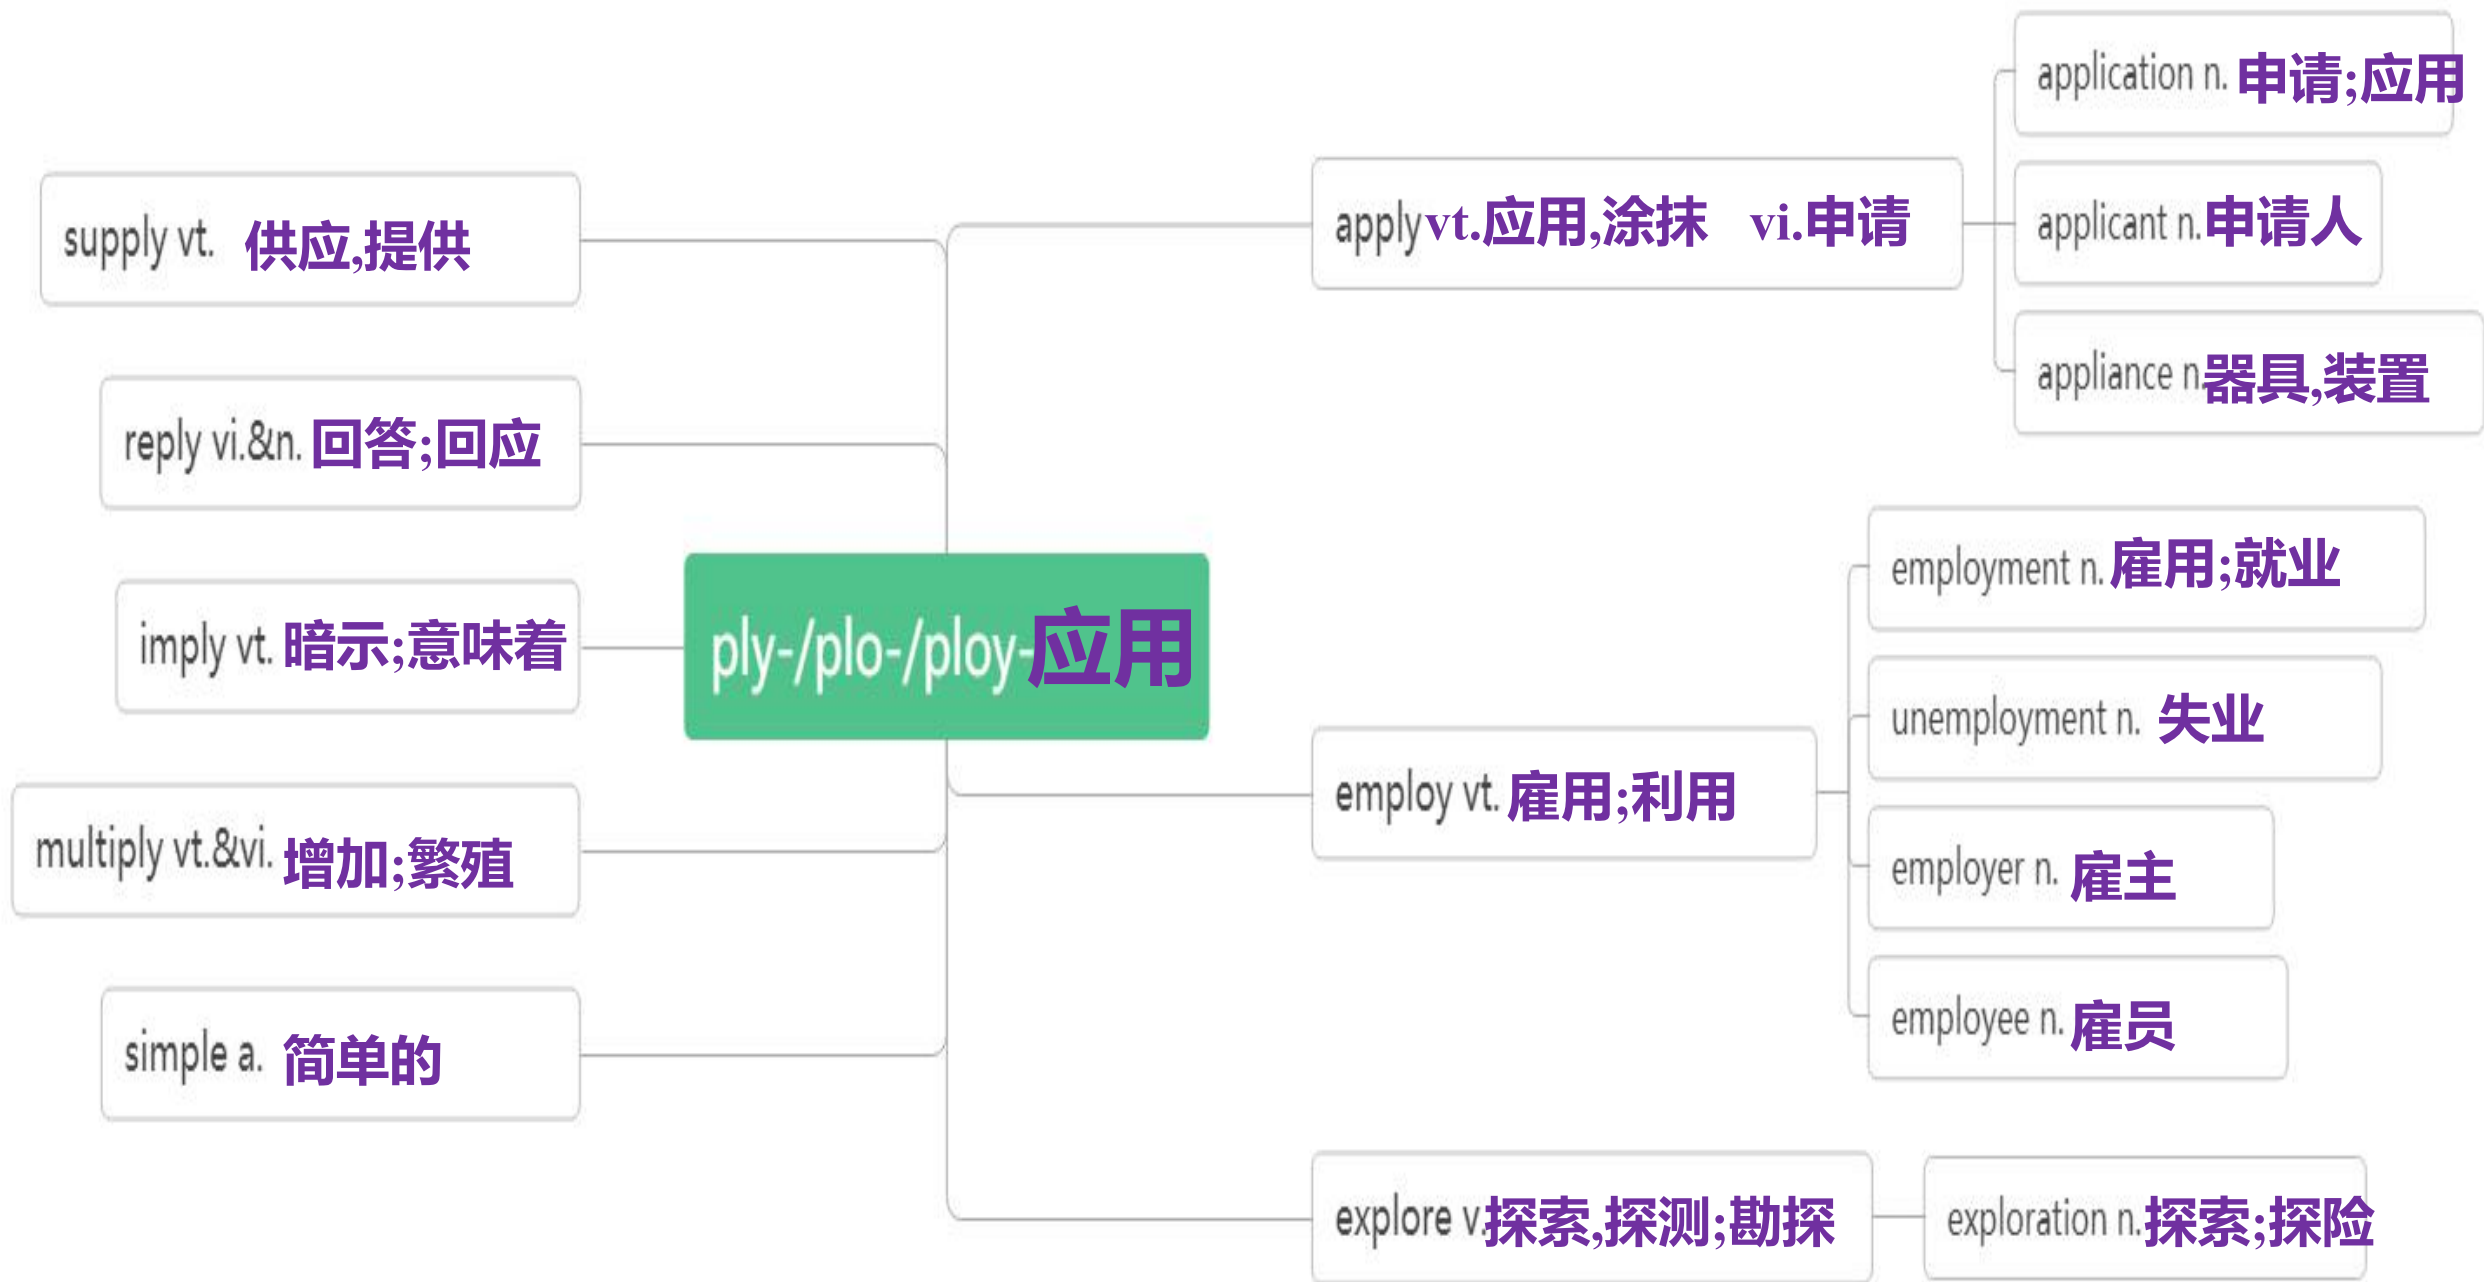 ply-/plo-/ploy-应用
supply vt. 供应,提供
reply vi.&n. 回答;回应
imply vt. 暗示;意味着
multiply vt.&vi. 增加;繁殖
simple a. 简单的
apply vt.应用,涂抹 vi.申请
application n. 申请;应用
applicant n. 申请人
appliance n. 器具,装置
employ vt. 雇用;利用
employment n. 雇用;就业
unemployment n. 失业
employer n. 雇主
employee n. 雇员
explore v. 探索,探测;勘探
exploration n. 探索;探险